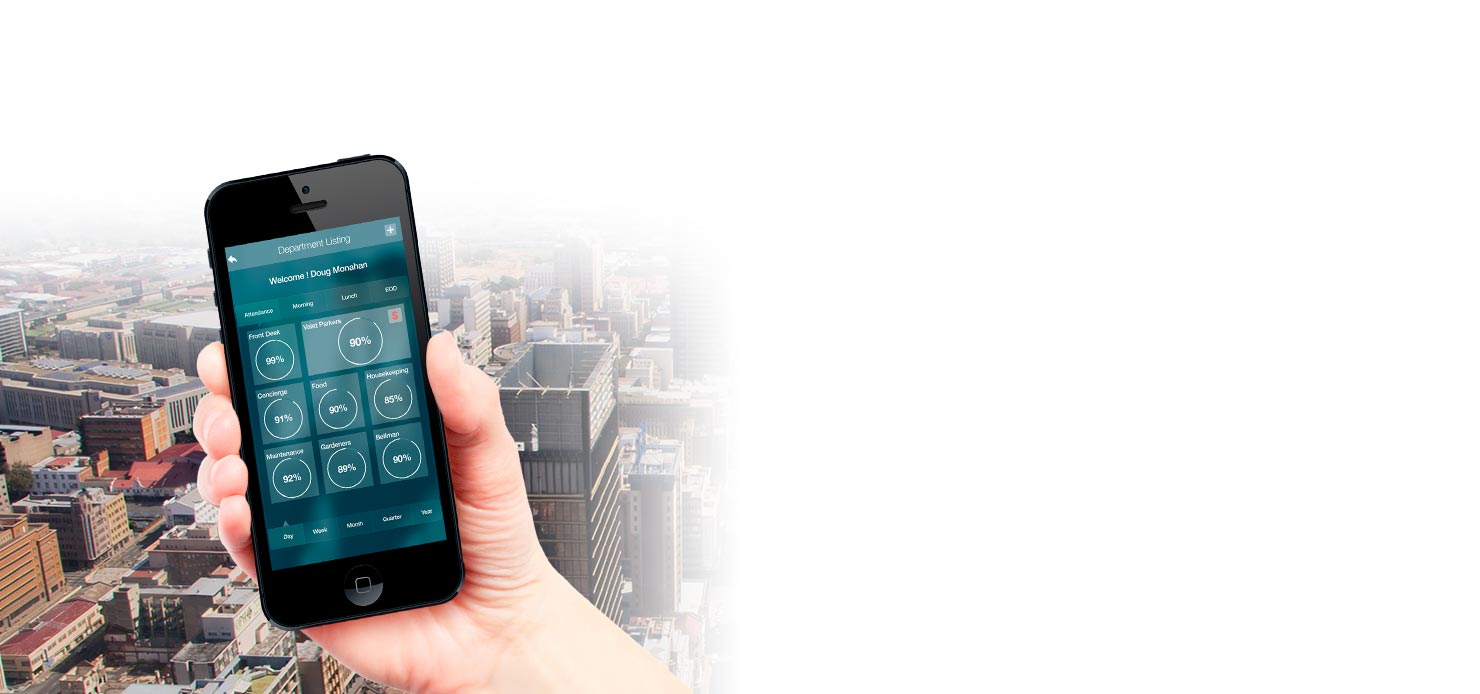 Department Listing
+
Welcome ! Doug Monahan
Attendance Morning Lunch EOD
Front Desk
99%
Valet Parkers
$
90%
Concierge
91%
Food
90%
Housekeeping
85%
Maintenance
92%
Gardeners
89%
Bellman
90%
Day Week Month Quarter Year